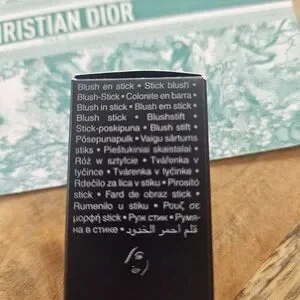 CHRISTIAN DIOR
Blush en stick • Stick blush •
Blush-Stick • Colorete en barra •
Blush in stick • Blush em stick •
Blush stick • Blushstift •
Stick-poskipuna • Blush stift •
Põsepunapulk • Vaigu sārtums
stiks • Pieštukiniai skaistalai •
Róż w sztyfcie • Tvářenka v
tyčince • Tvárenka v tyčinke •
Rdečilo za lica v stiku • Pirosító
stick • Fard de obraz stick •
Rumenilo u stiku • Ρουζ σε
μορφή stick • Руж стик • Румя-
на в стике • قلم أحمر الخدود •